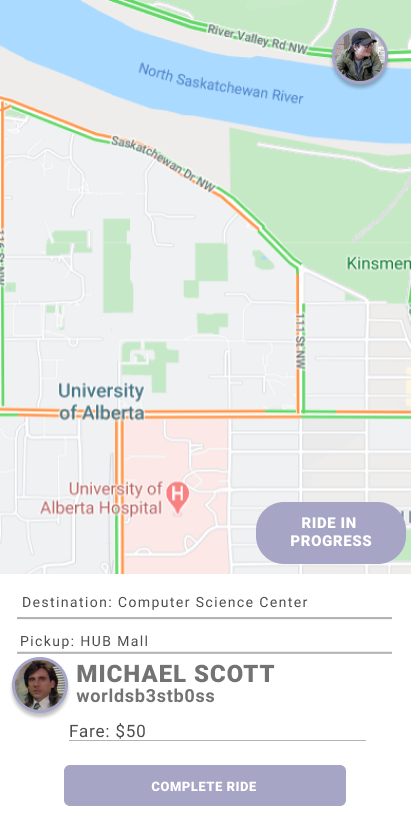 River Valley Rd NW
North Saskatchewan River
Saskatchewan Dr NW
Kinsmen
111 St NW
University
of Alberta
University of
Alberta Hospital
H
RIDE IN
PROGRESS
Destination: Computer Science Center
Pickup: HUB Mall
MICHAEL SCOTT
worldsb3stb0ss
Fare: $50
COMPLETE RIDE